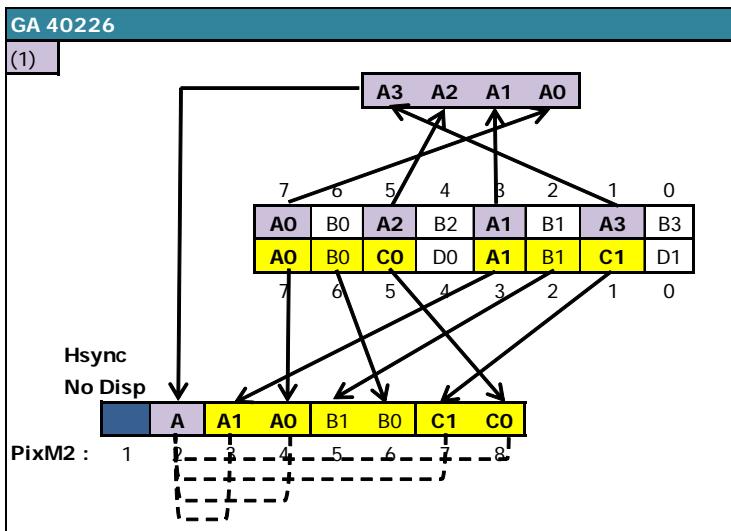 GA 40226
(1)
A3 A2 A1 A0
7 6 5 4 3 2 1 0
A0 B0 A2 B2 A1 B1 A3 B3
A0 B0 C0 D0 A1 B1 C1 D1
7 6 5 4 3 2 1 0
Hsync
No Disp
A A1 A0 B1 B0 C1 C0
PixM2 : 1 2 3 4 5 6 7 8